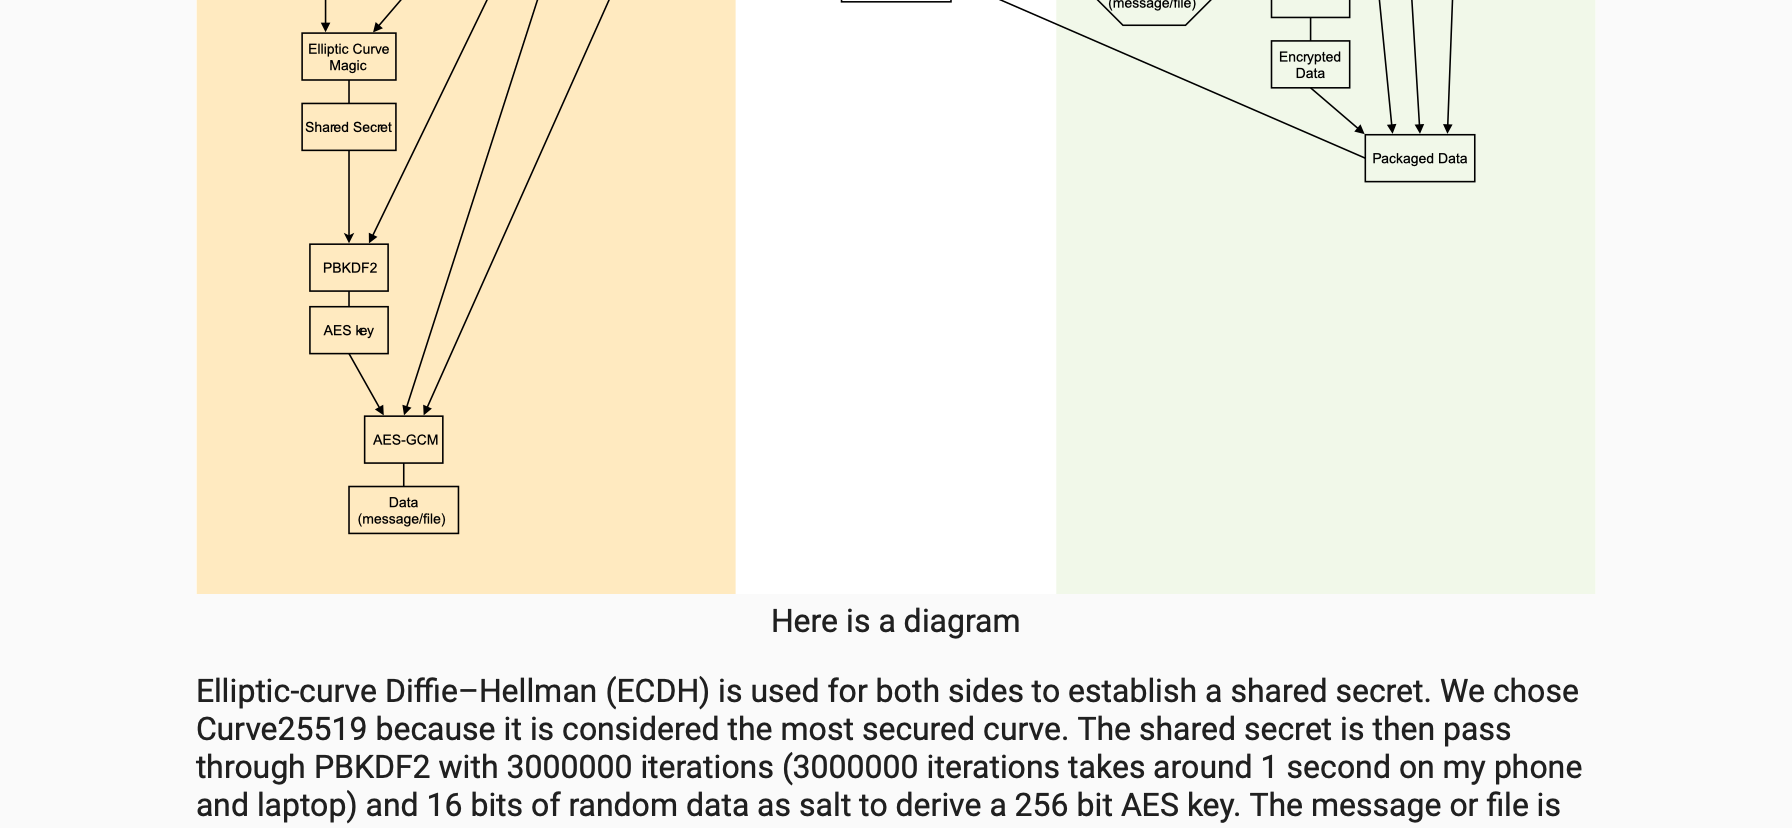 (message/file)
Elliptic Curve
Magic
Encrypted
Data
Shared Secret
Packaged Data
PBKDF2
AES key
AES-GCM
Data
(message/file)
Here is a diagram
Elliptic-curve Diffie–Hellman (ECDH) is used for both sides to establish a shared secret. We chose
Curve25519 because it is considered the most secured curve. The shared secret is then pass
through PBKDF2 with 3000000 iterations (3000000 iterations takes around 1 second on my phone
and laptop) and 16 bits of random data as salt to derive a 256 bit AES key. The message or file is